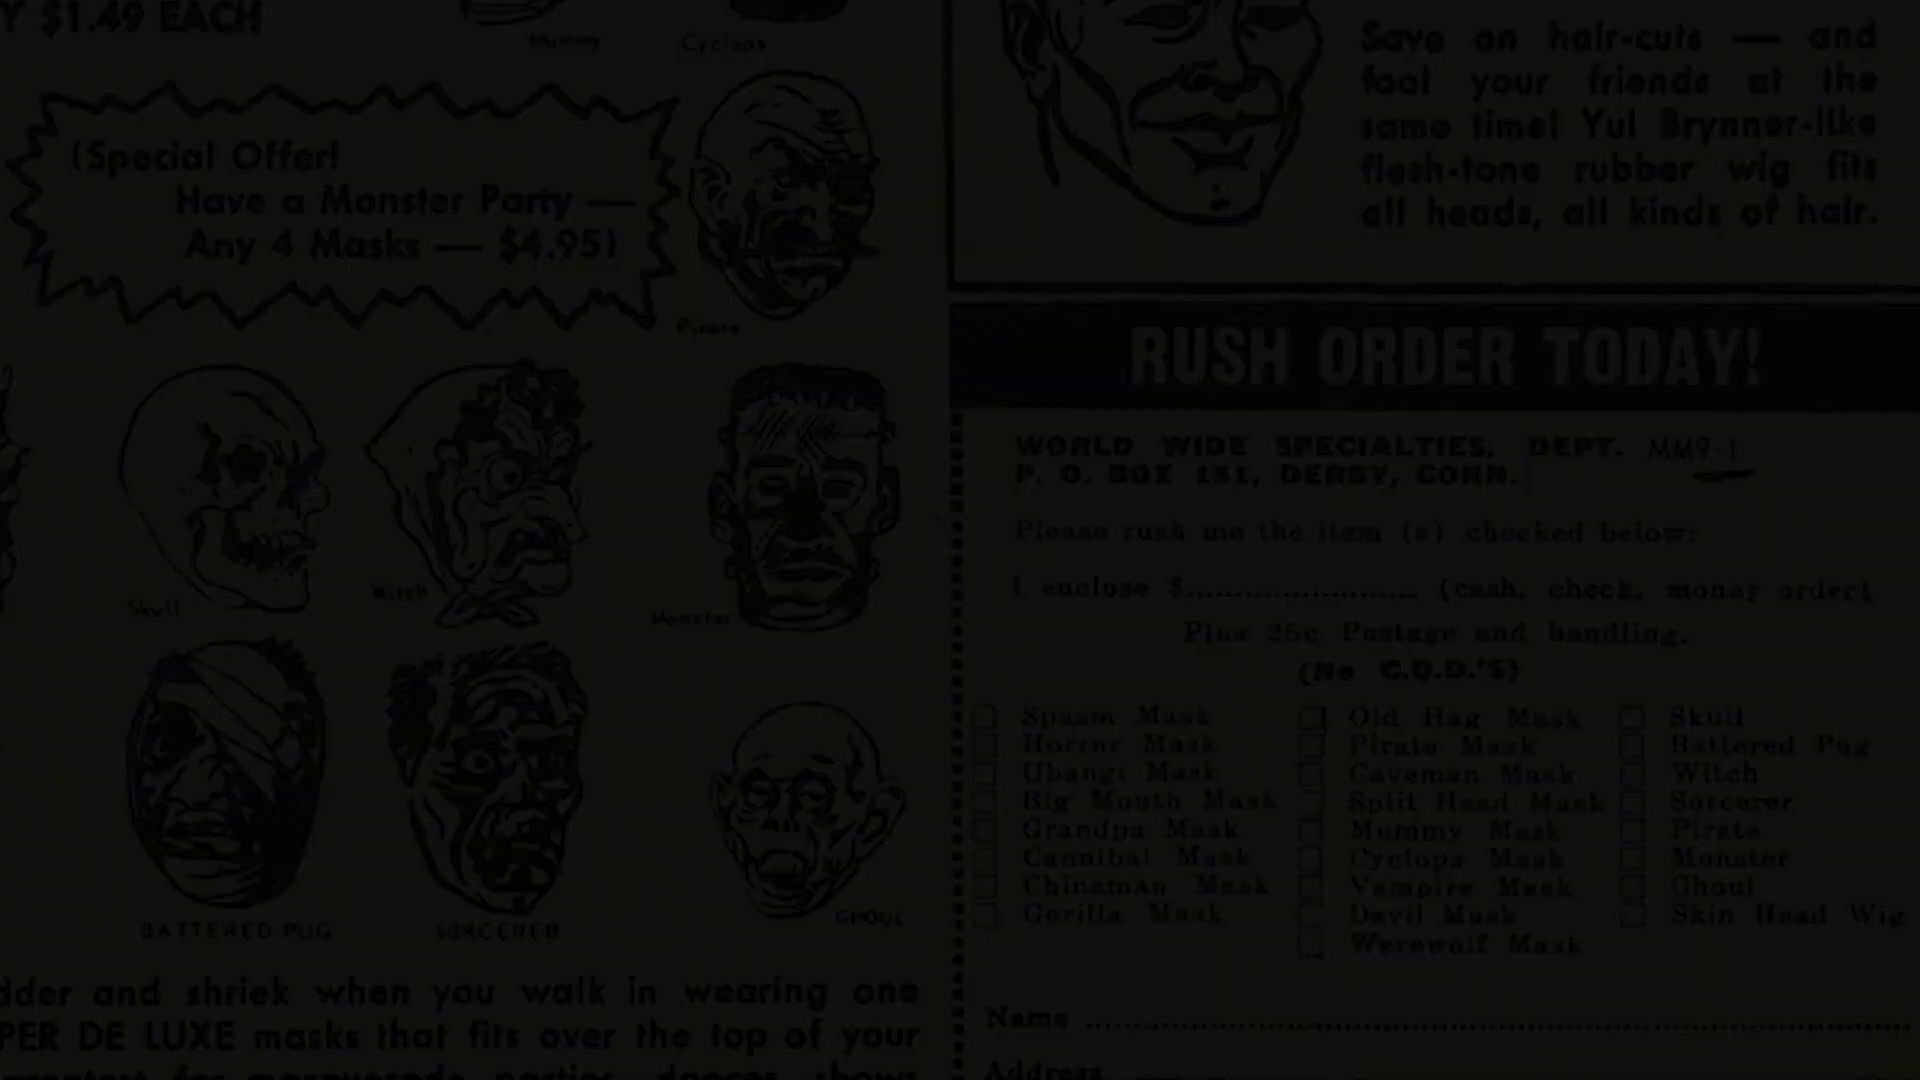 Y $1.49 EACH
Mummy
Cyclops
(Special Offer!
Have a Monster Party —
Any 4 Masks — $4.95)
Pirate
Skull
Witch
Monster
BATTERED PUG
SORCERER
GHOUL
dder and shriek when you walk in wearing one
PER DE LUXE masks that fits over the top of your
for masquerade parties, dances, shows
Save on hair-cuts — and
fool your friends at the
same time! Yul Brynner-like
flesh-tone rubber wig fits
all heads, all kinds of hair.
RUSH ORDER TODAY!
WORLD WIDE SPECIALTIES, DEPT. MM9-1
P. O. BOX 151, DERBY, CONN.
Please rush me the item (s) checked below:
I enclose $.................... (cash, check, money order)
Plus 25c Postage and handling.
(No C.O.D.'S)
Spasm Mask
Horror Mask
Ubangi Mask
Big Mouth Mask
Grandpa Mask
Cannibal Mask
Chinaman Mask
Gorilla Mask
Old Hag Mask
Pirate Mask
Caveman Mask
Split Head Mask
Mummy Mask
Cyclops Mask
Vampire Mask
Devil Mask
Werewolf Mask
Skull
Battered Pug
Witch
Sorcerer
Pirate
Monster
Ghoul
Skin Head Wig
Name
Address